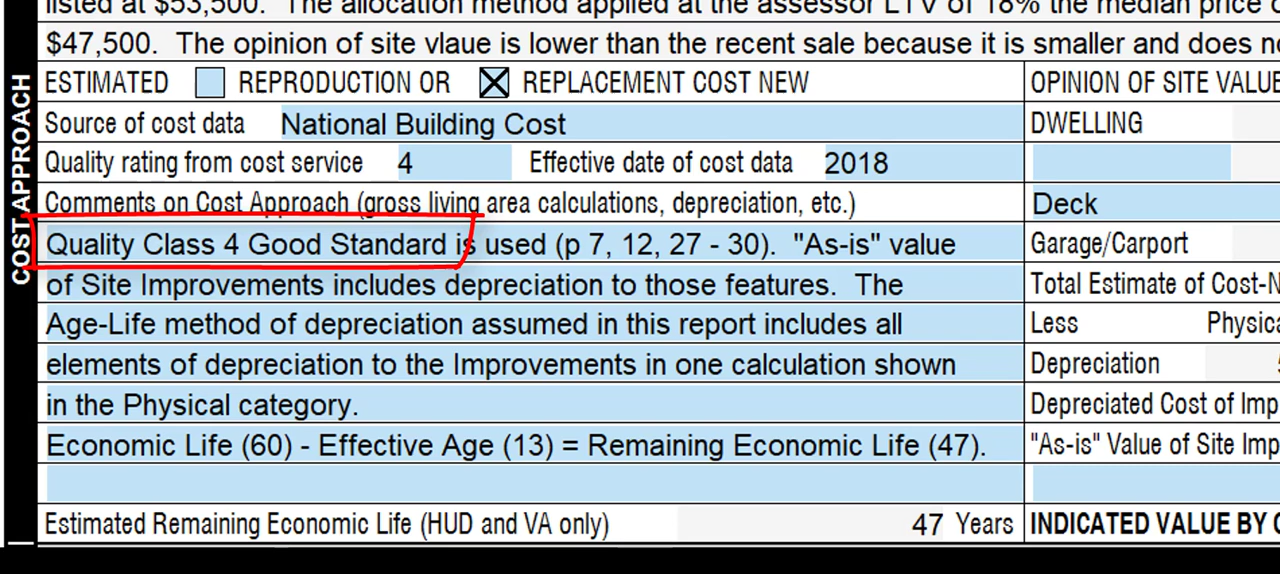 listed at $53,500. The allocation method applied at the assessor LTV of 18% the median price
$47,500. The opinion of site vlaue is lower than the recent sale because it is smaller and does
COST APPROACH
ESTIMATED REPRODUCTION OR REPLACEMENT COST NEW
Source of cost data National Building Cost
Quality rating from cost service 4 Effective date of cost data 2018
Comments on Cost Approach (gross living area calculations, depreciation, etc.)
Quality Class 4 Good Standard is used (p 7, 12, 27 - 30). "As-is" value
of Site Improvements includes depreciation to those features. The
Age-Life method of depreciation assumed in this report includes all
elements of depreciation to the Improvements in one calculation shown
in the Physical category.
Economic Life (60) - Effective Age (13) = Remaining Economic Life (47).
Estimated Remaining Economic Life (HUD and VA only) 47 Years
OPINION OF SITE VALUE
DWELLING
Deck
Garage/Carport
Total Estimate of Cost-N
Less Physica
Depreciation
Depreciated Cost of Imp
"As-is" Value of Site Imp
INDICATED VALUE BY